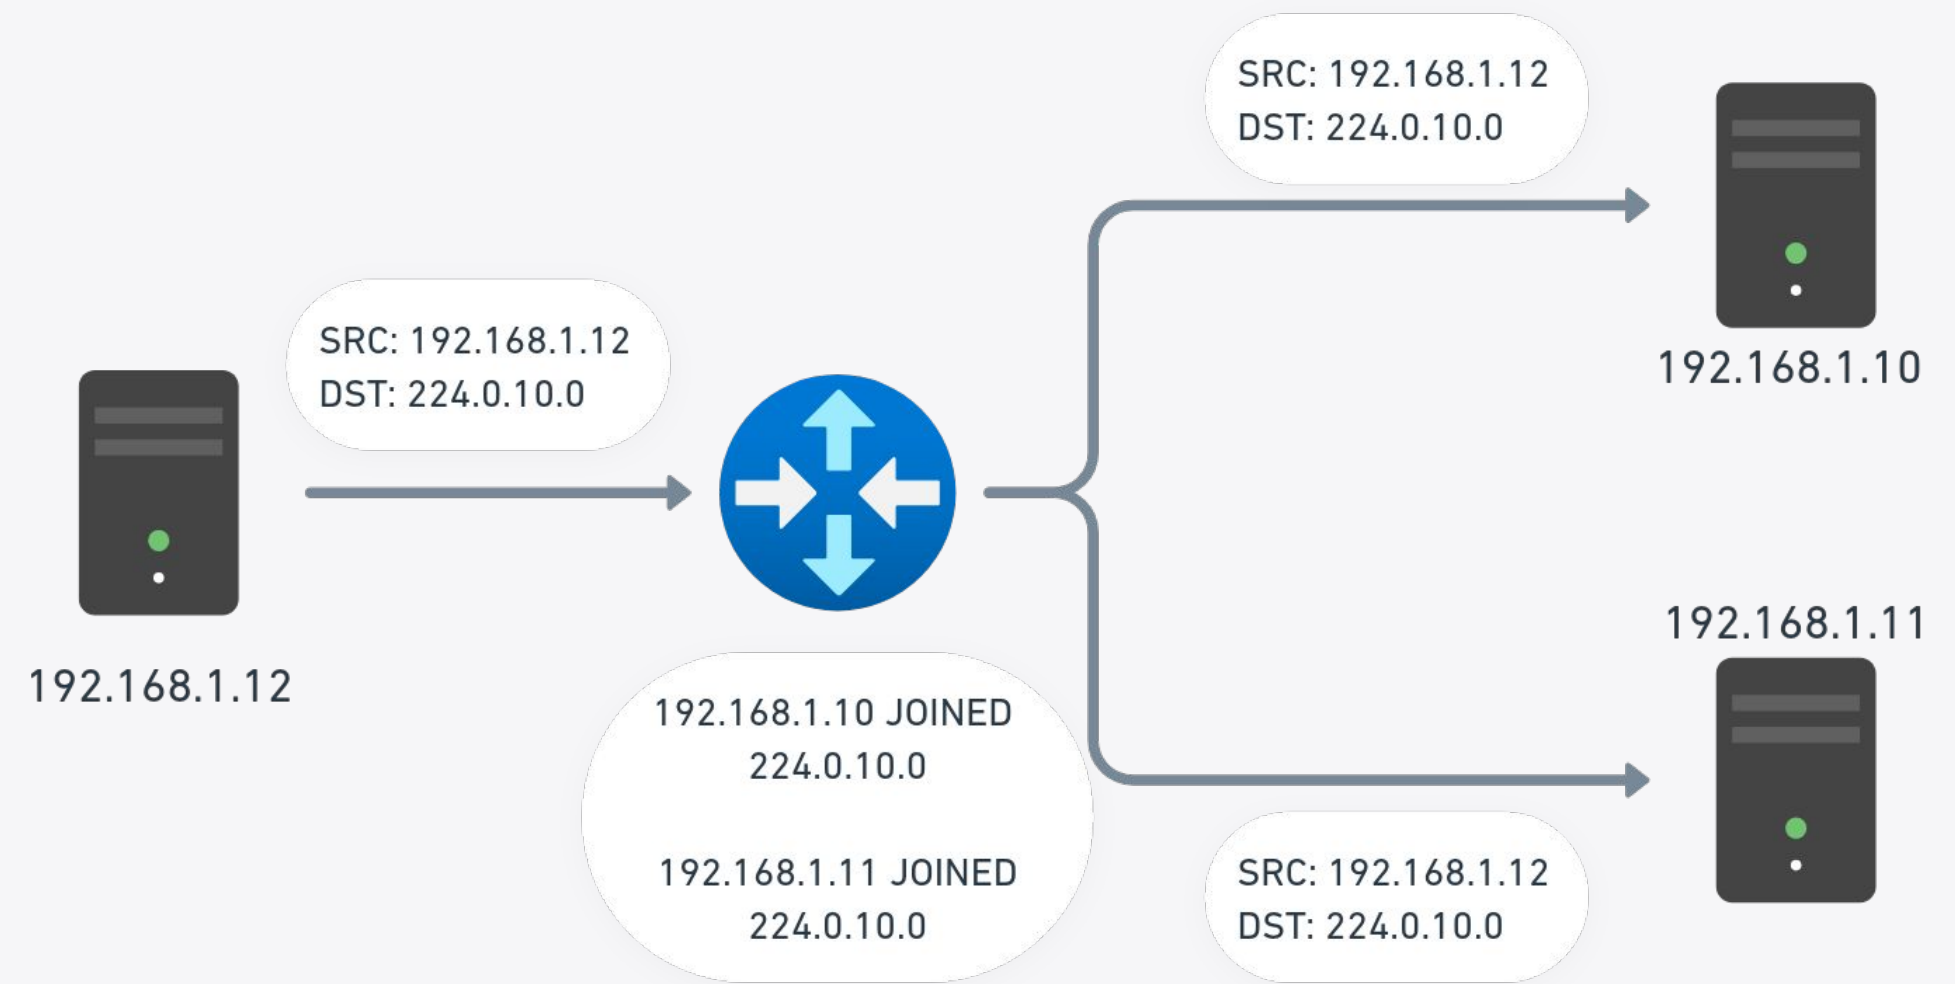 SRC: 192.168.1.12
DST: 224.0.10.0
192.168.1.10
SRC: 192.168.1.12
DST: 224.0.10.0
192.168.1.12
192.168.1.10 JOINED
224.0.10.0
192.168.1.11 JOINED
224.0.10.0
192.168.1.11
SRC: 192.168.1.12
DST: 224.0.10.0